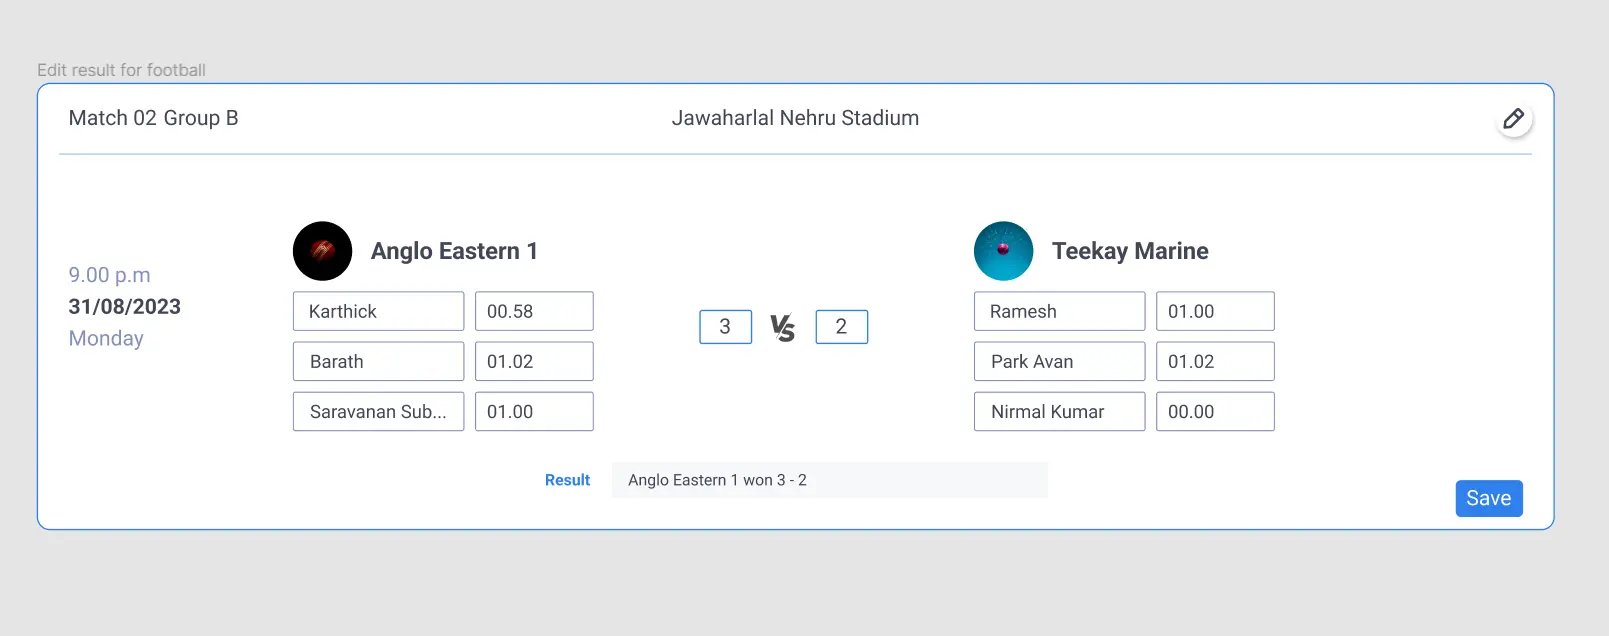 Edit result for football
Match 02 Group B
Jawaharlal Nehru Stadium
9.00 p.m
31/08/2023
Monday
Anglo Eastern 1
Karthick 00.58
Barath 01.02
Saravanan Sub... 01.00
3 VS 2
Teekay Marine
Ramesh 01.00
Park Avan 01.02
Nirmal Kumar 00.00
Result Anglo Eastern 1 won 3 - 2
Save